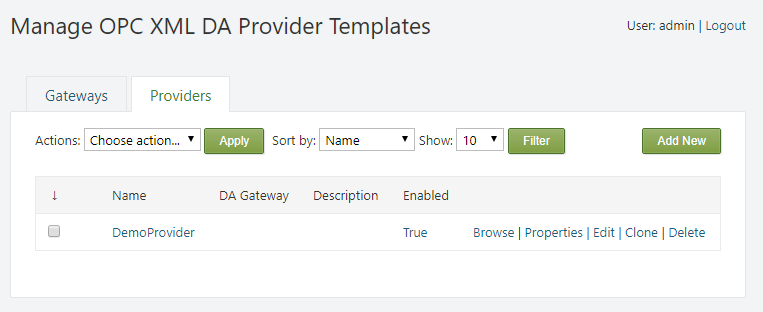 Manage OPC XML DA Provider Templates
User: admin | Logout
Gateways Providers
Actions: Choose action... Apply Sort by: Name Show: 10 Filter Add New
↓ Name DA Gateway Description Enabled
DemoProvider True Browse | Properties | Edit | Clone | Delete